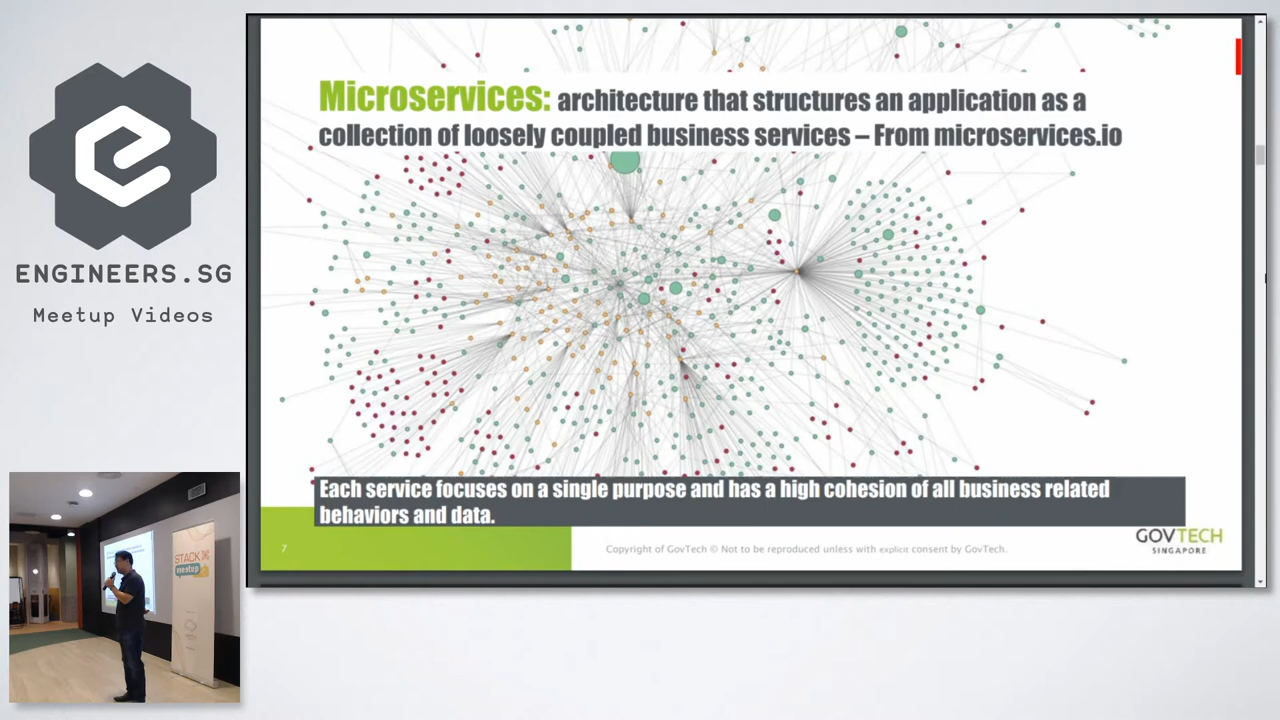 ENGINEERS.SG
Meetup Videos
Microservices: architecture that structures an application as a
collection of loosely coupled business services – From microservices.io
Each service focuses on a single purpose and has a high cohesion of all business related
behaviors and data.
7
Copyright of GovTech © Not to be reproduced unless with explicit consent by GovTech.
GOVTECH
SINGAPORE
STACK
meetup